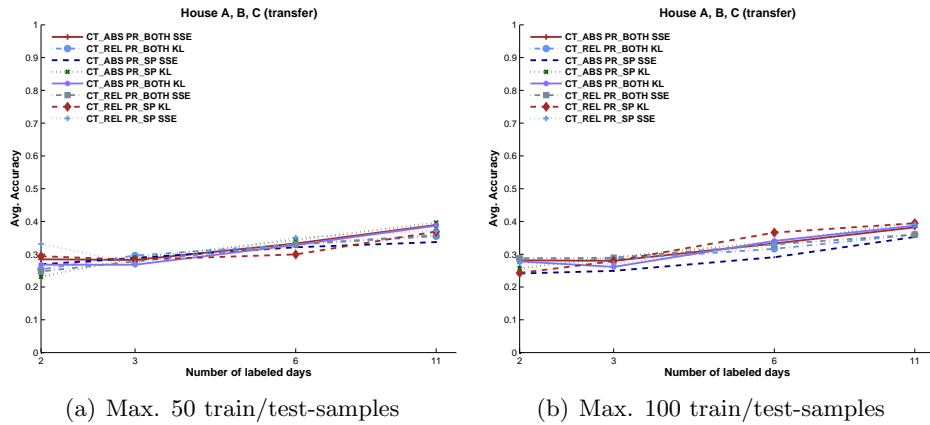 House A, B, C (transfer)
CT_ABS PR_BOTH SSE
CT_REL PR_BOTH KL
CT_ABS PR_SP SSE
CT_ABS PR_SP KL
CT_ABS PR_BOTH KL
CT_REL PR_BOTH SSE
CT_REL PR_SP KL
CT_REL PR_SP SSE
Avg. Accuracy
1
0.9
0.8
0.7
0.6
0.5
0.4
0.3
0.2
0.1
0
2 3 6 11
Number of labeled days
(a) Max. 50 train/test-samples
House A, B, C (transfer)
CT_ABS PR_BOTH SSE
CT_REL PR_BOTH KL
CT_ABS PR_SP SSE
CT_ABS PR_SP KL
CT_ABS PR_BOTH KL
CT_REL PR_BOTH SSE
CT_REL PR_SP KL
CT_REL PR_SP SSE
Avg. Accuracy
1
0.9
0.8
0.7
0.6
0.5
0.4
0.3
0.2
0.1
0
2 3 6 11
Number of labeled days
(b) Max. 100 train/test-samples